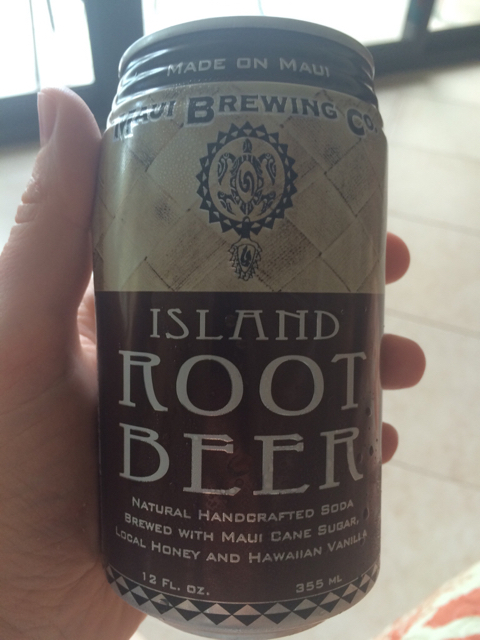 MADE ON MAUI
MAUI BREWING CO.
ISLAND
ROOT
BEER
NATURAL HANDCRAFTED SODA
BREWED WITH MAUI CANE SUGAR,
LOCAL HONEY AND HAWAIIAN VANILLA
12 FL. OZ. 355 ML